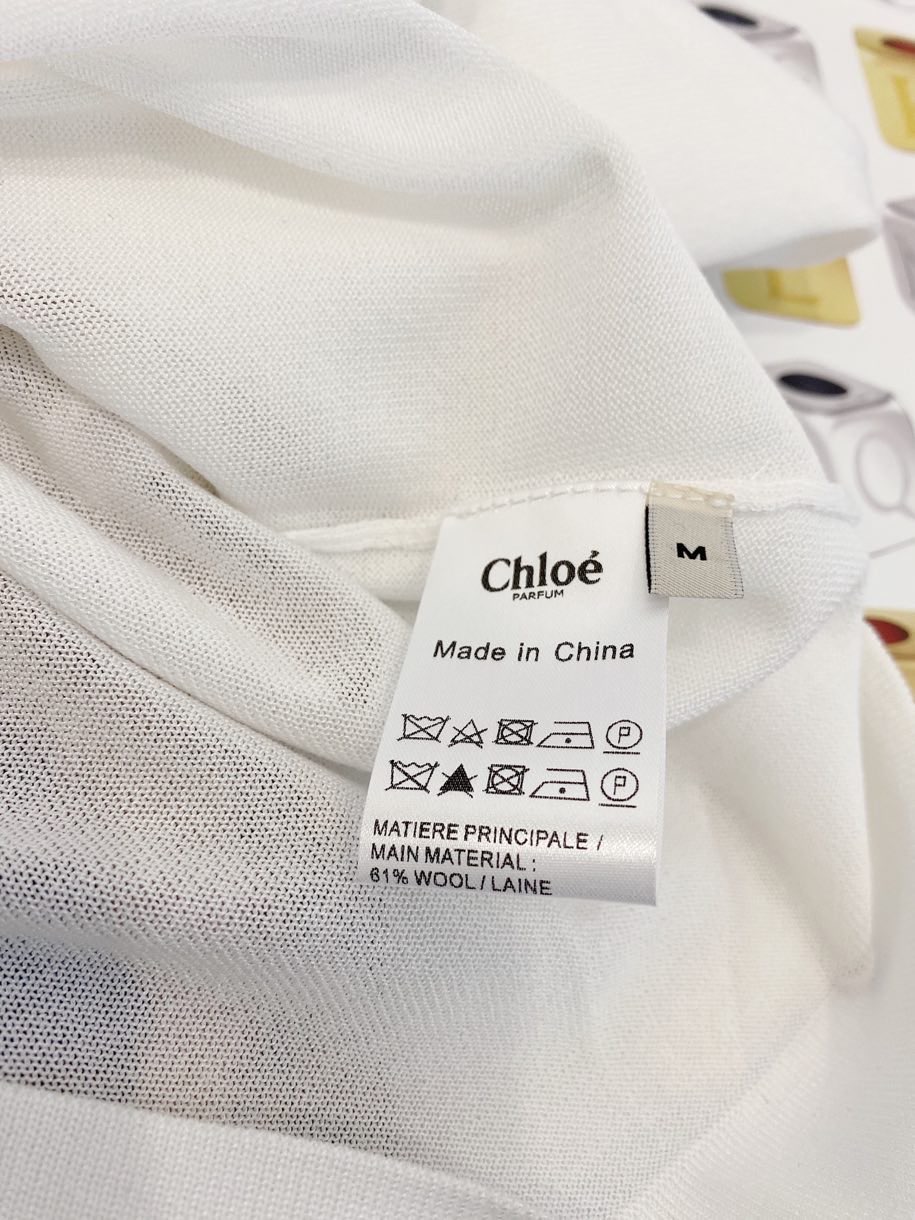 Chloé
PARFUM
M
Made in China
MATIERE PRINCIPALE /
MAIN MATERIAL :
61% WOOL / LAINE